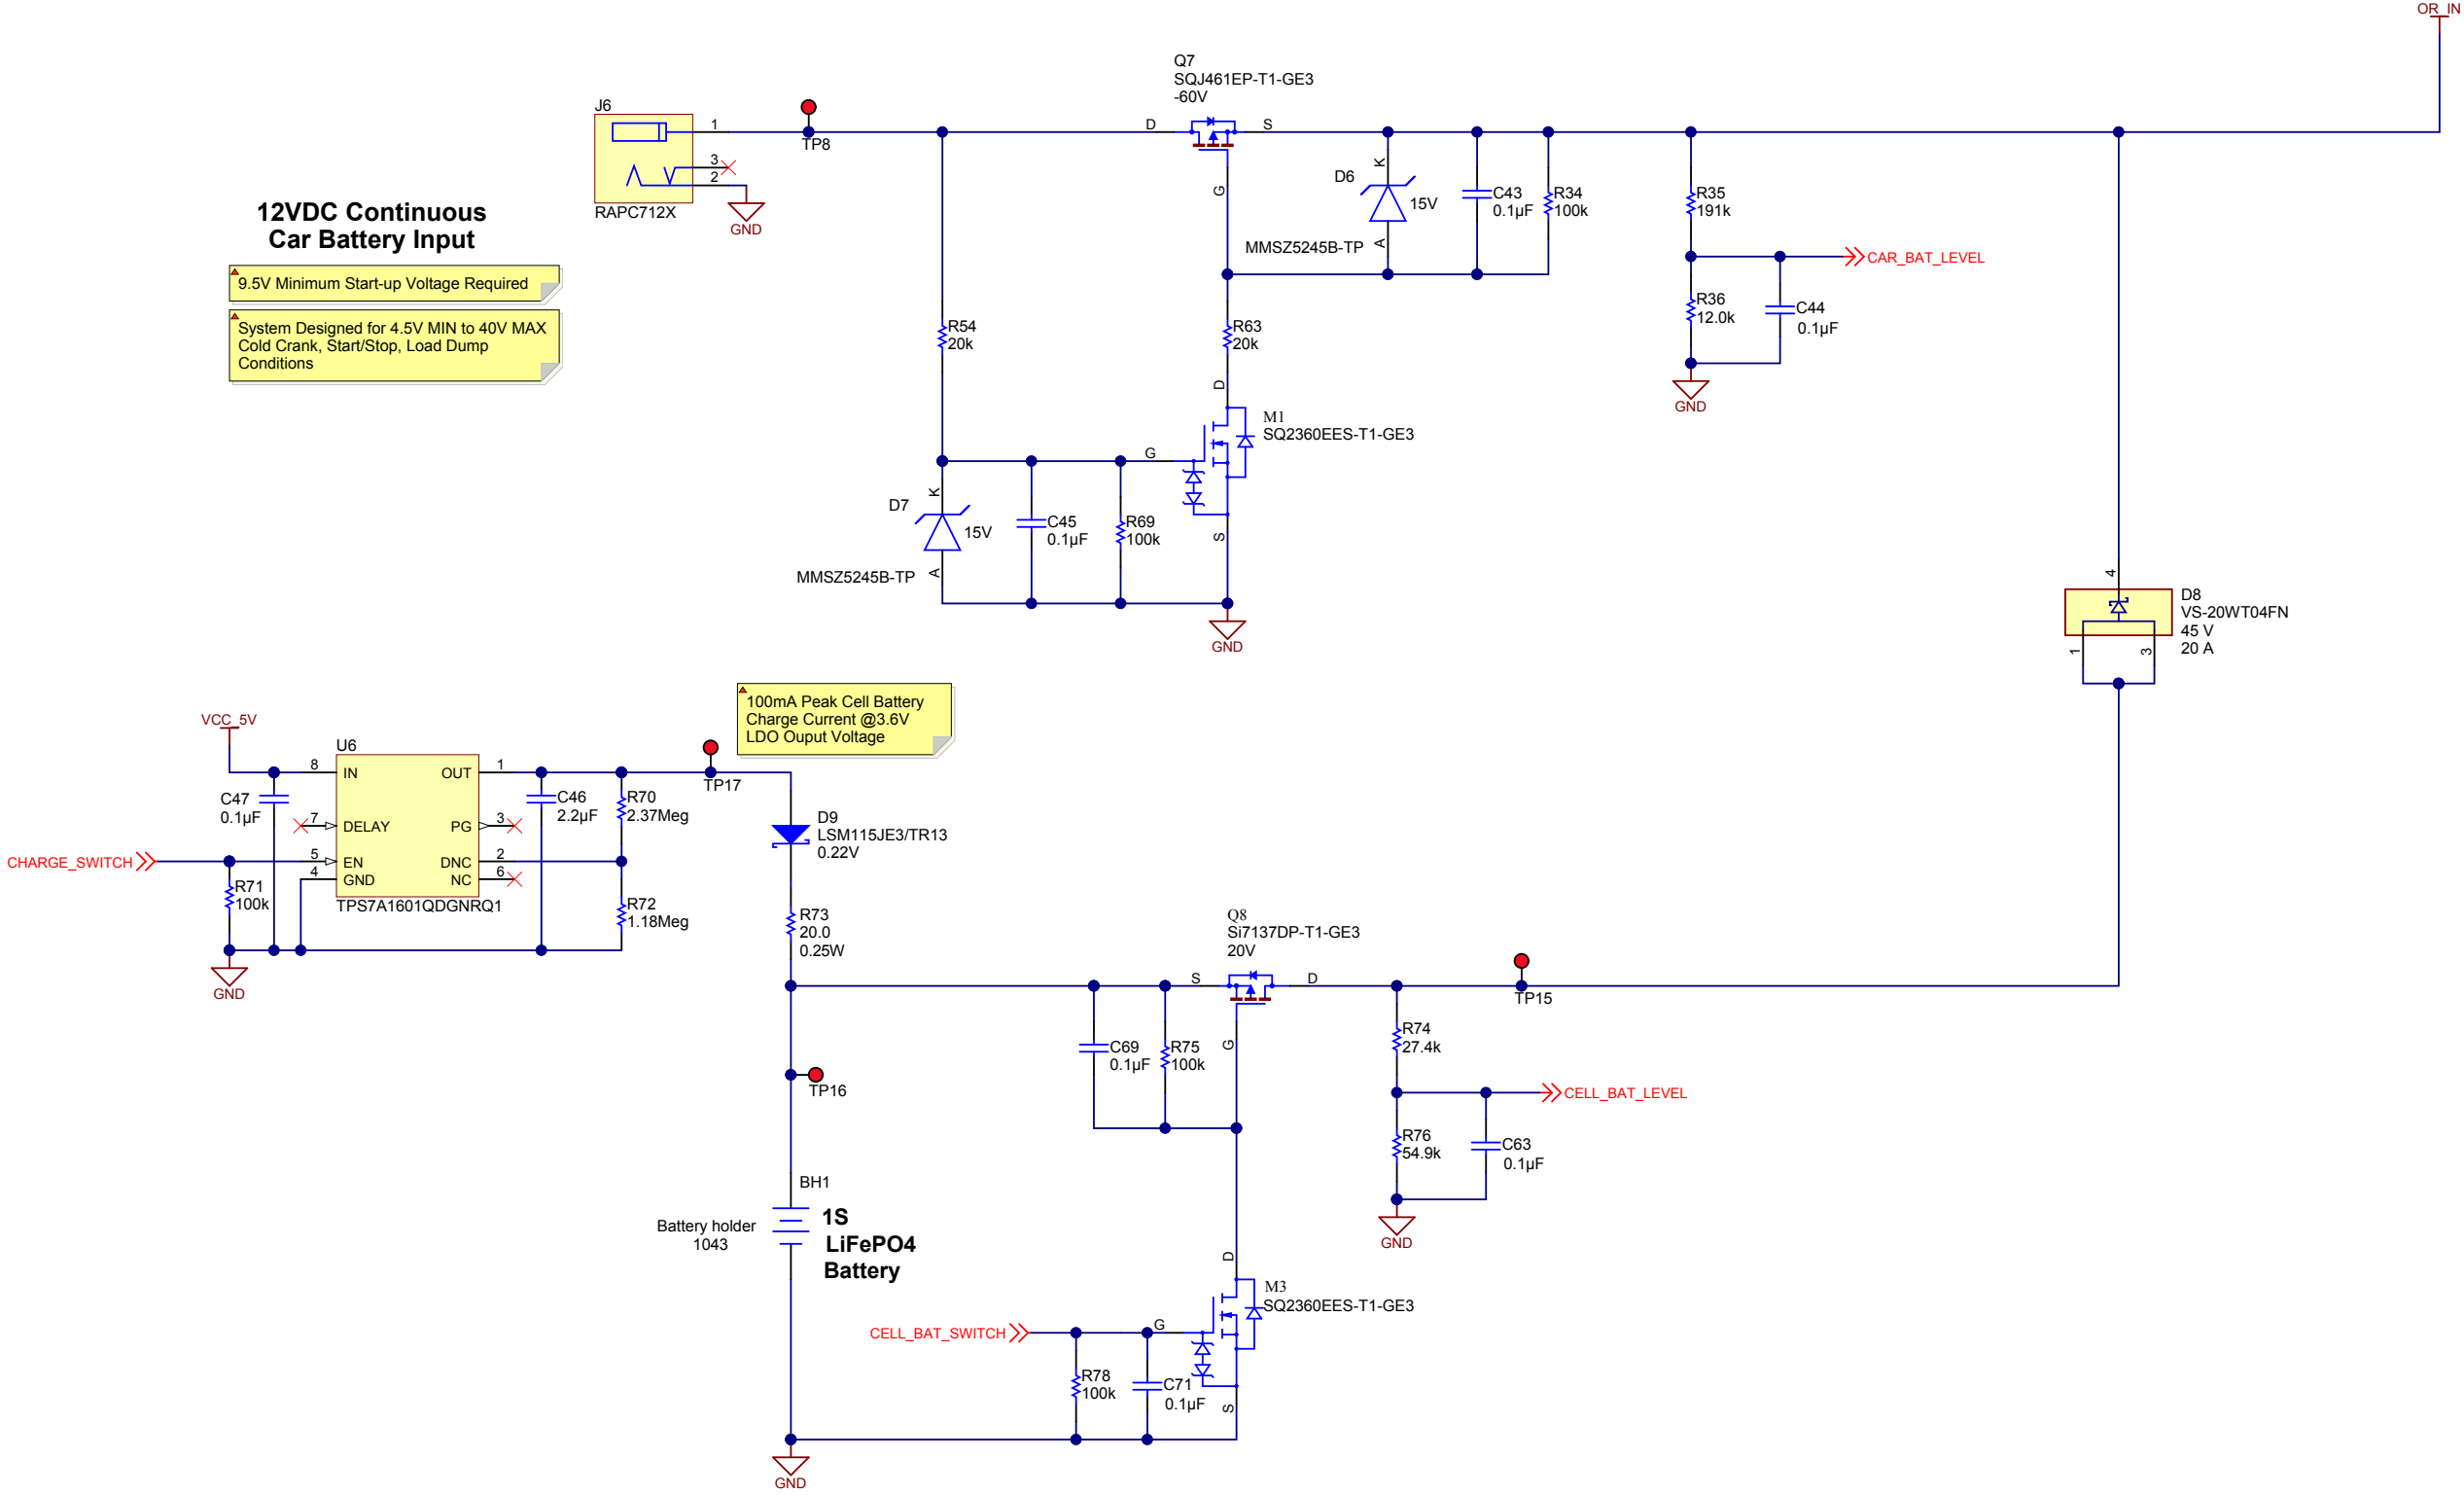 OR_IN
Q7
SQJ461EP-T1-GE3
-60V
J6
1
3
2
RAPC712X
GND
TP8
D
S
G
12VDC Continuous
Car Battery Input
9.5V Minimum Start-up Voltage Required
System Designed for 4.5V MIN to 40V MAX
Cold Crank, Start/Stop, Load Dump
Conditions
D6
K
15V
A
MMSZ5245B-TP
C43
0.1µF
R34
100k
R35
191k
CAR_BAT_LEVEL
R36
12.0k
C44
0.1µF
GND
R54
20k
R63
20k
D
M1
SQ2360EES-T1-GE3
G
S
D7
K
15V
A
MMSZ5245B-TP
C45
0.1µF
R69
100k
GND
4
D8
VS-20WT04FN
45 V
20 A
1
3
100mA Peak Cell Battery
Charge Current @3.6V
LDO Ouput Voltage
VCC_5V
U6
8
IN
OUT
1
7
DELAY
PG
3
5
EN
DNC
2
4
GND
NC
6
TPS7A1601QDGNRQ1
C47
0.1µF
CHARGE_SWITCH
R71
100k
GND
C46
2.2µF
R70
2.37Meg
R72
1.18Meg
TP17
D9
LSM115JE3/TR13
0.22V
R73
20.0
0.25W
Q8
Si7137DP-T1-GE3
20V
S
D
G
TP15
C69
0.1µF
R75
100k
R74
27.4k
CELL_BAT_LEVEL
R76
54.9k
C63
0.1µF
GND
TP16
BH1
Battery holder
1043
1S
LiFePO4
Battery
D
M3
SQ2360EES-T1-GE3
CELL_BAT_SWITCH
G
S
R78
100k
C71
0.1µF
GND